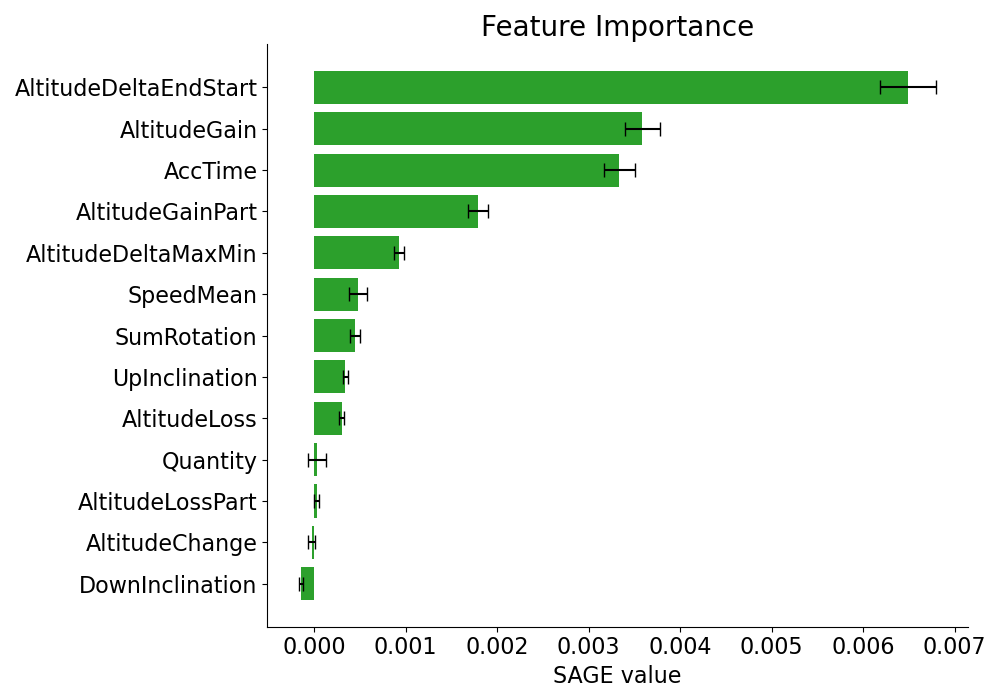 Feature Importance
AltitudeDeltaEndStart
AltitudeGain
AccTime
AltitudeGainPart
AltitudeDeltaMaxMin
SpeedMean
SumRotation
UpInclination
AltitudeLoss
Quantity
AltitudeLossPart
AltitudeChange
DownInclination
0.000 0.001 0.002 0.003 0.004 0.005 0.006 0.007
SAGE value